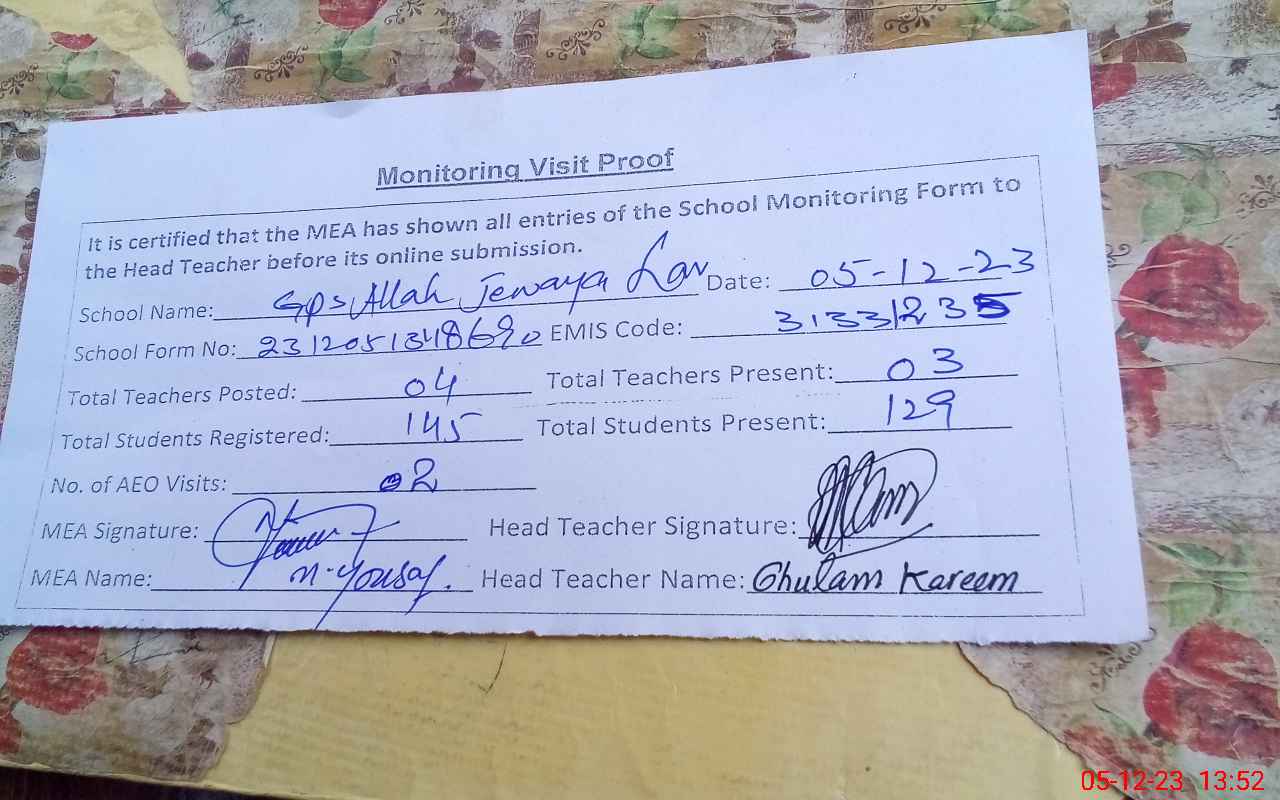 Monitoring Visit Proof
It is certified that the MEA has shown all entries of the School Monitoring Form to
the Head Teacher before its online submission.
School Name: GPS Allah Jewaya Lar Date: 05-12-23
School Form No: EMIS Code: 31331235
Total Teachers Posted: 04 Total Teachers Present: 03
Total Students Registered: 145 Total Students Present: 129
No. of AEO Visits: 02
MEA Signature: Head Teacher Signature:
MEA Name: M. Yousaf. Head Teacher Name: Ghulam Kareem
05-12-23 13:52